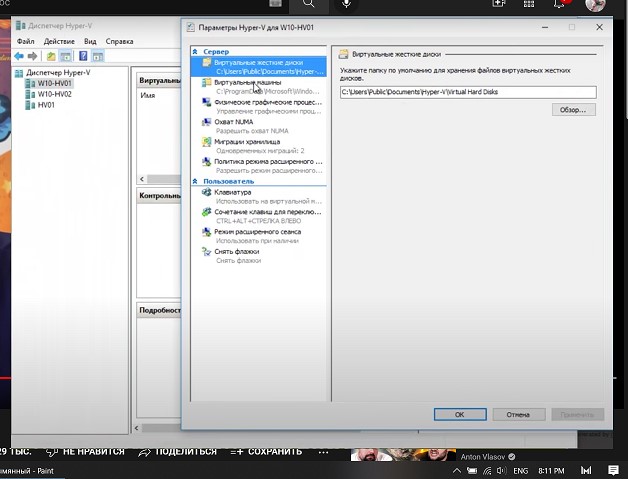 Диспетчер Hyper-V
Файл Действие Вид Справка
Диспетчер Hyper-V
W10-HV01
W10-HV02
HV01
Виртуальн
Имя
Контрольны
Подробност
Параметры Hyper-V для W10-HV01
Сервер
Виртуальные жесткие диски
C:\Users\Public\Documents\Hyper-...
Виртуальные машины
C:\ProgramData\Microsoft\Windo...
Физические графические процес...
Управление графическими проц...
Охват NUMA
Разрешить охват NUMA
Миграции хранилища
Одновременных миграций: 2
Политика режима расширенного ...
Разрешить режим расширенного ...
Пользователь
Клавиатура
Использовать на виртуальной м...
Сочетание клавиш для переклю...
CTRL+ALT+СТРЕЛКА ВЛЕВО
Режим расширенного сеанса
Использовать при наличии
Снять флажки
Снять флажки
Виртуальные жесткие диски
Укажите папку по умолчанию для хранения файлов виртуальных жестких
дисков.
C:\Users\Public\Documents\Hyper-V\Virtual Hard Disks
Обзор...
ОК Отмена Применить
29 ТЫС. НЕ НРАВИТСЯ ПОДЕЛИТЬСЯ СОХРАНИТЬ ...
Anton Vlasov
ымянный - Paint
ENG 8:11 PM